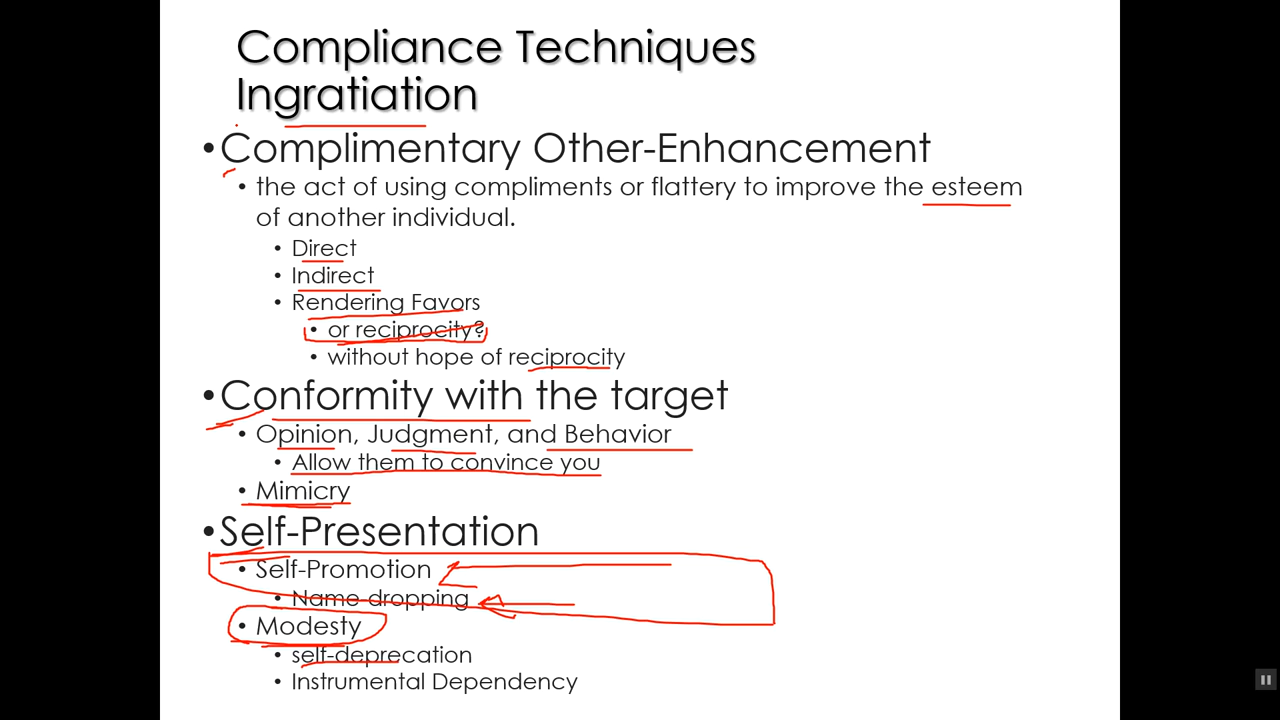 Compliance Techniques
Ingratiation
•Complimentary Other-Enhancement
• the act of using compliments or flattery to improve the esteem
of another individual.
• Direct
• Indirect
• Rendering Favors
• or reciprocity?
• without hope of reciprocity
•Conformity with the target
• Opinion, Judgment, and Behavior
• Allow them to convince you
• Mimicry
•Self-Presentation
• Self-Promotion
• Name-dropping
• Modesty
• self-deprecation
• Instrumental Dependency